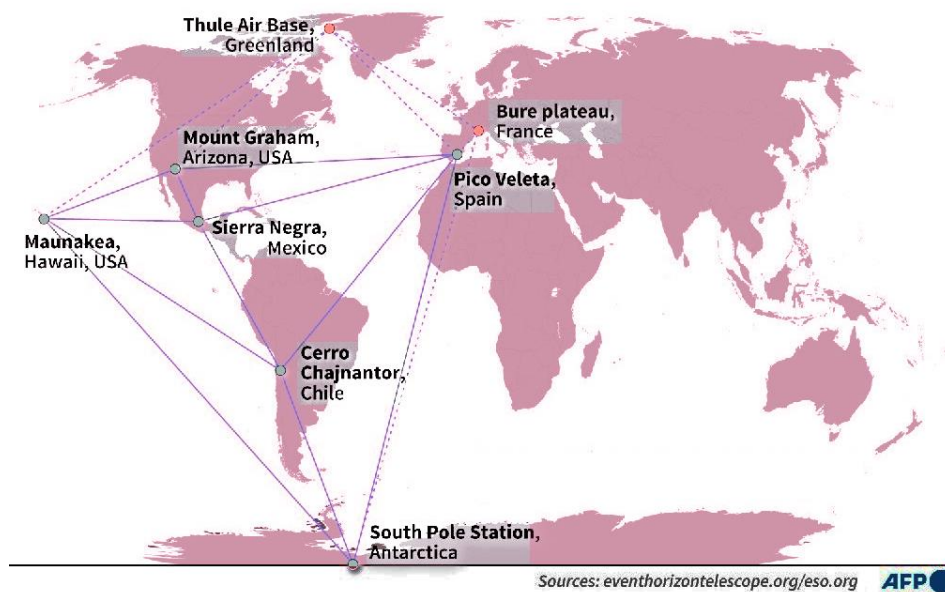 Thule Air Base,
Greenland
Bure plateau,
France
Mount Graham,
Arizona, USA
Pico Veleta,
Spain
Sierra Negra,
Mexico
Maunakea,
Hawaii, USA
Cerro
Chajnantor,
Chile
South Pole Station,
Antarctica
Sources: eventhorizontelescope.org/eso.org
AFP